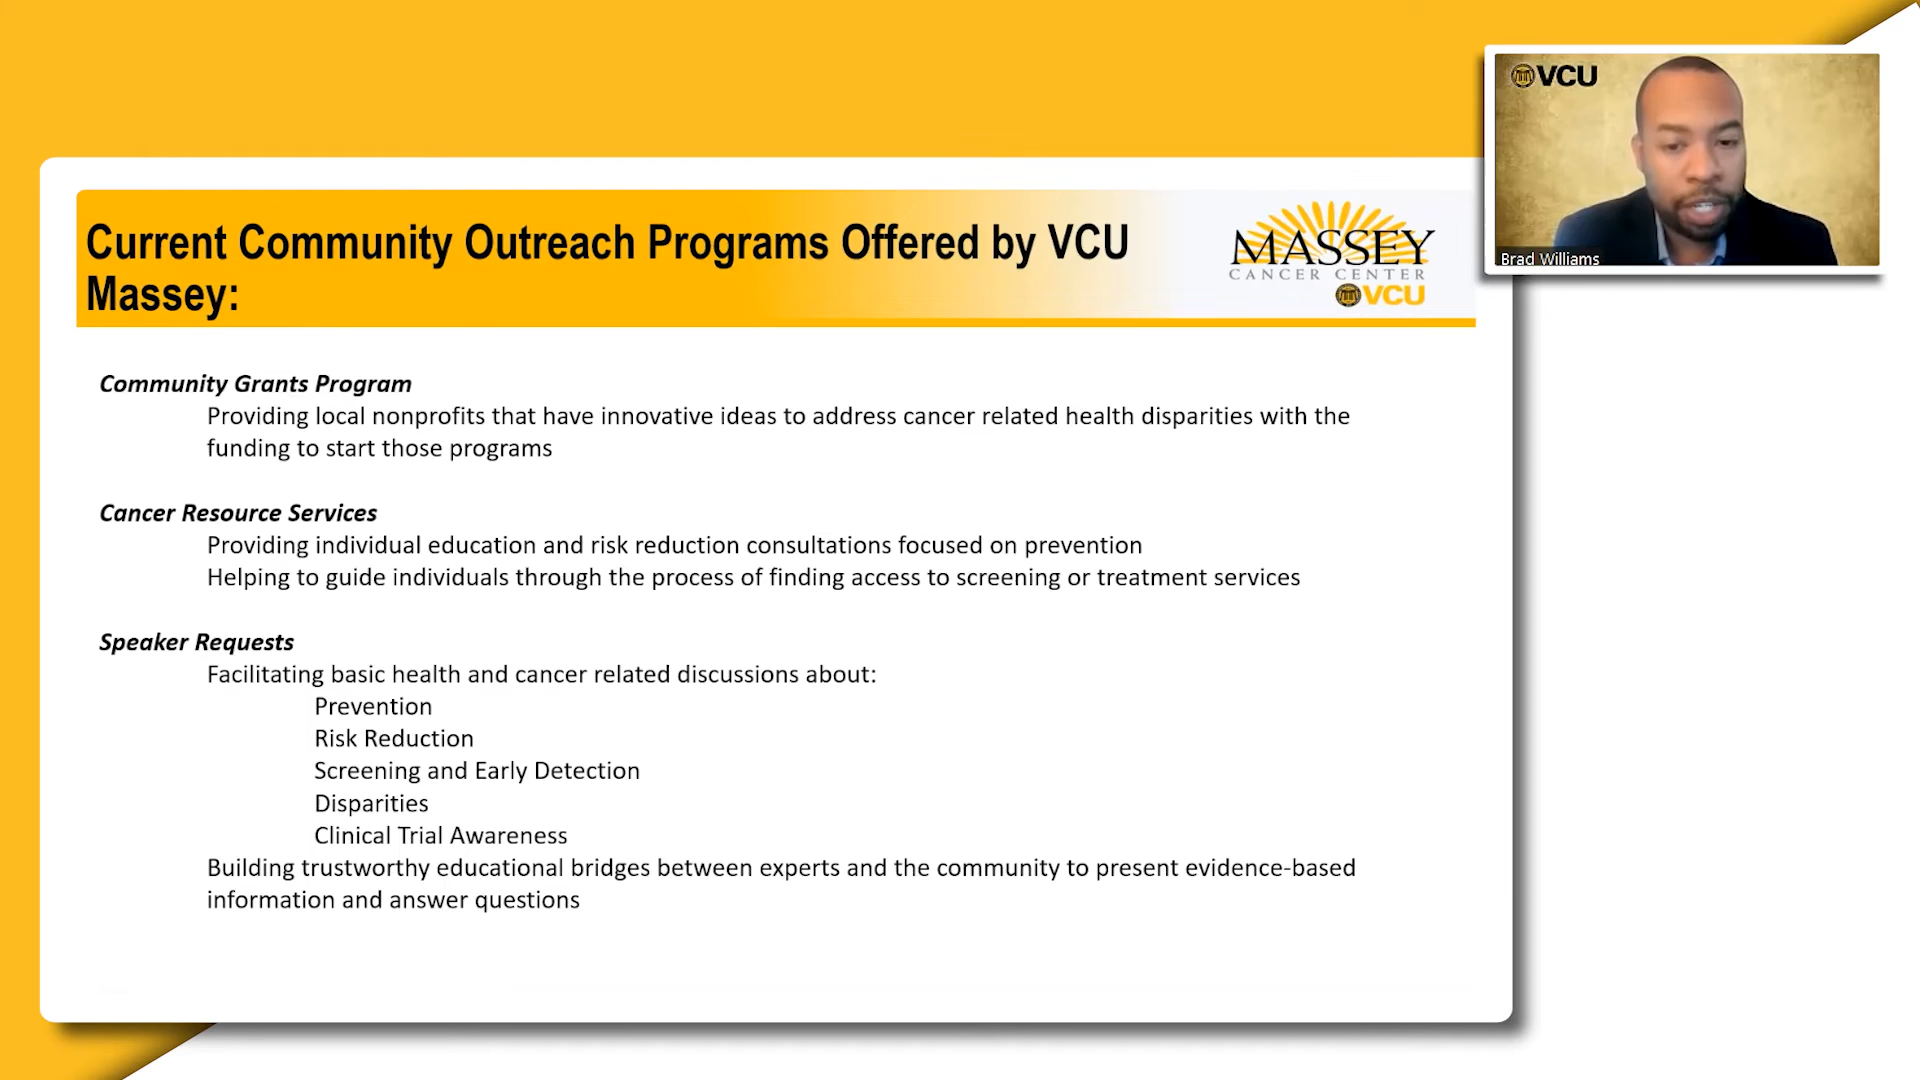 VCU
Brad Williams
Current Community Outreach Programs Offered by VCU
Massey:
MASSEY
CANCER CENTER
VCU
Community Grants Program
Providing local nonprofits that have innovative ideas to address cancer related health disparities with the
funding to start those programs
Cancer Resource Services
Providing individual education and risk reduction consultations focused on prevention
Helping to guide individuals through the process of finding access to screening or treatment services
Speaker Requests
Facilitating basic health and cancer related discussions about:
Prevention
Risk Reduction
Screening and Early Detection
Disparities
Clinical Trial Awareness
Building trustworthy educational bridges between experts and the community to present evidence-based
information and answer questions